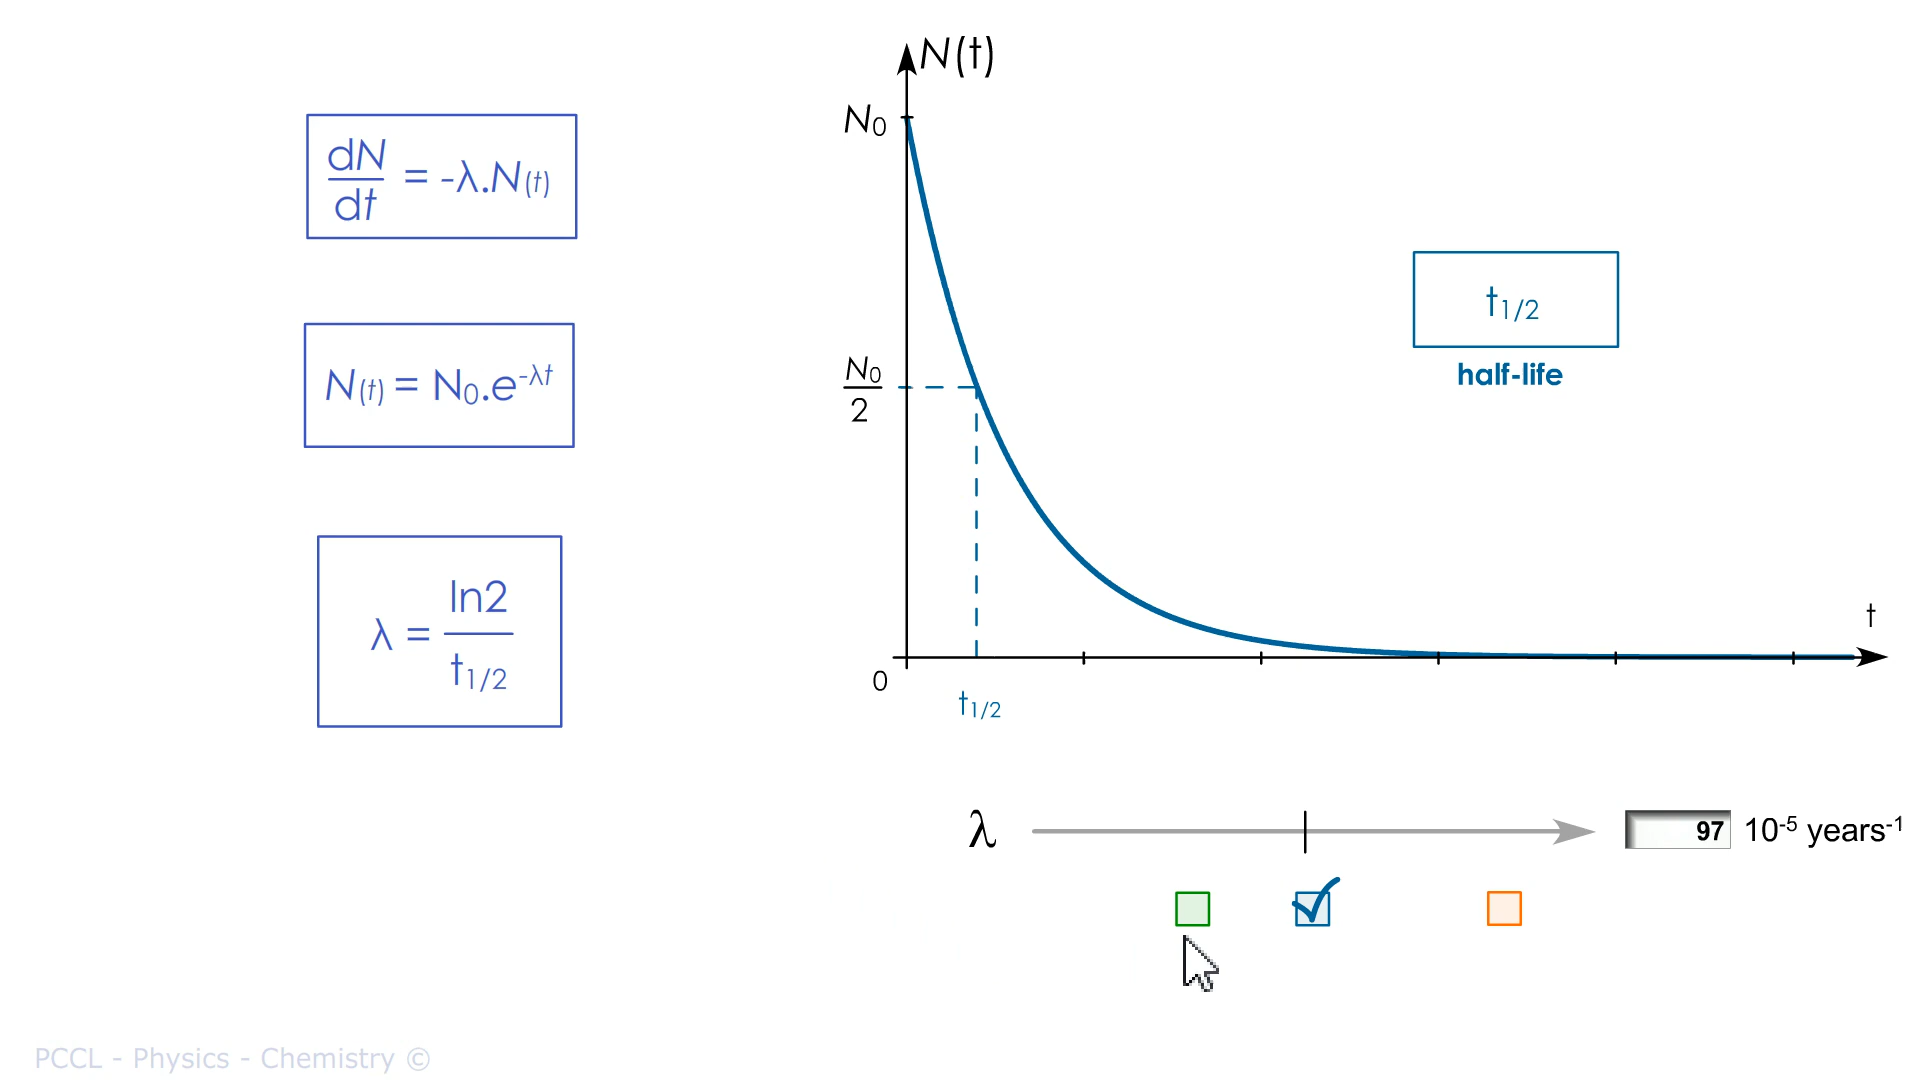 dN/dt = -λ.N(t)
N(t) = N₀.e⁻λt
λ = ln2/t1/2
N(t)
N₀
N₀/2
0
t1/2
t
t1/2
half-life
λ
97 10⁻⁵ years⁻¹
PCCL - Physics - Chemistry ©